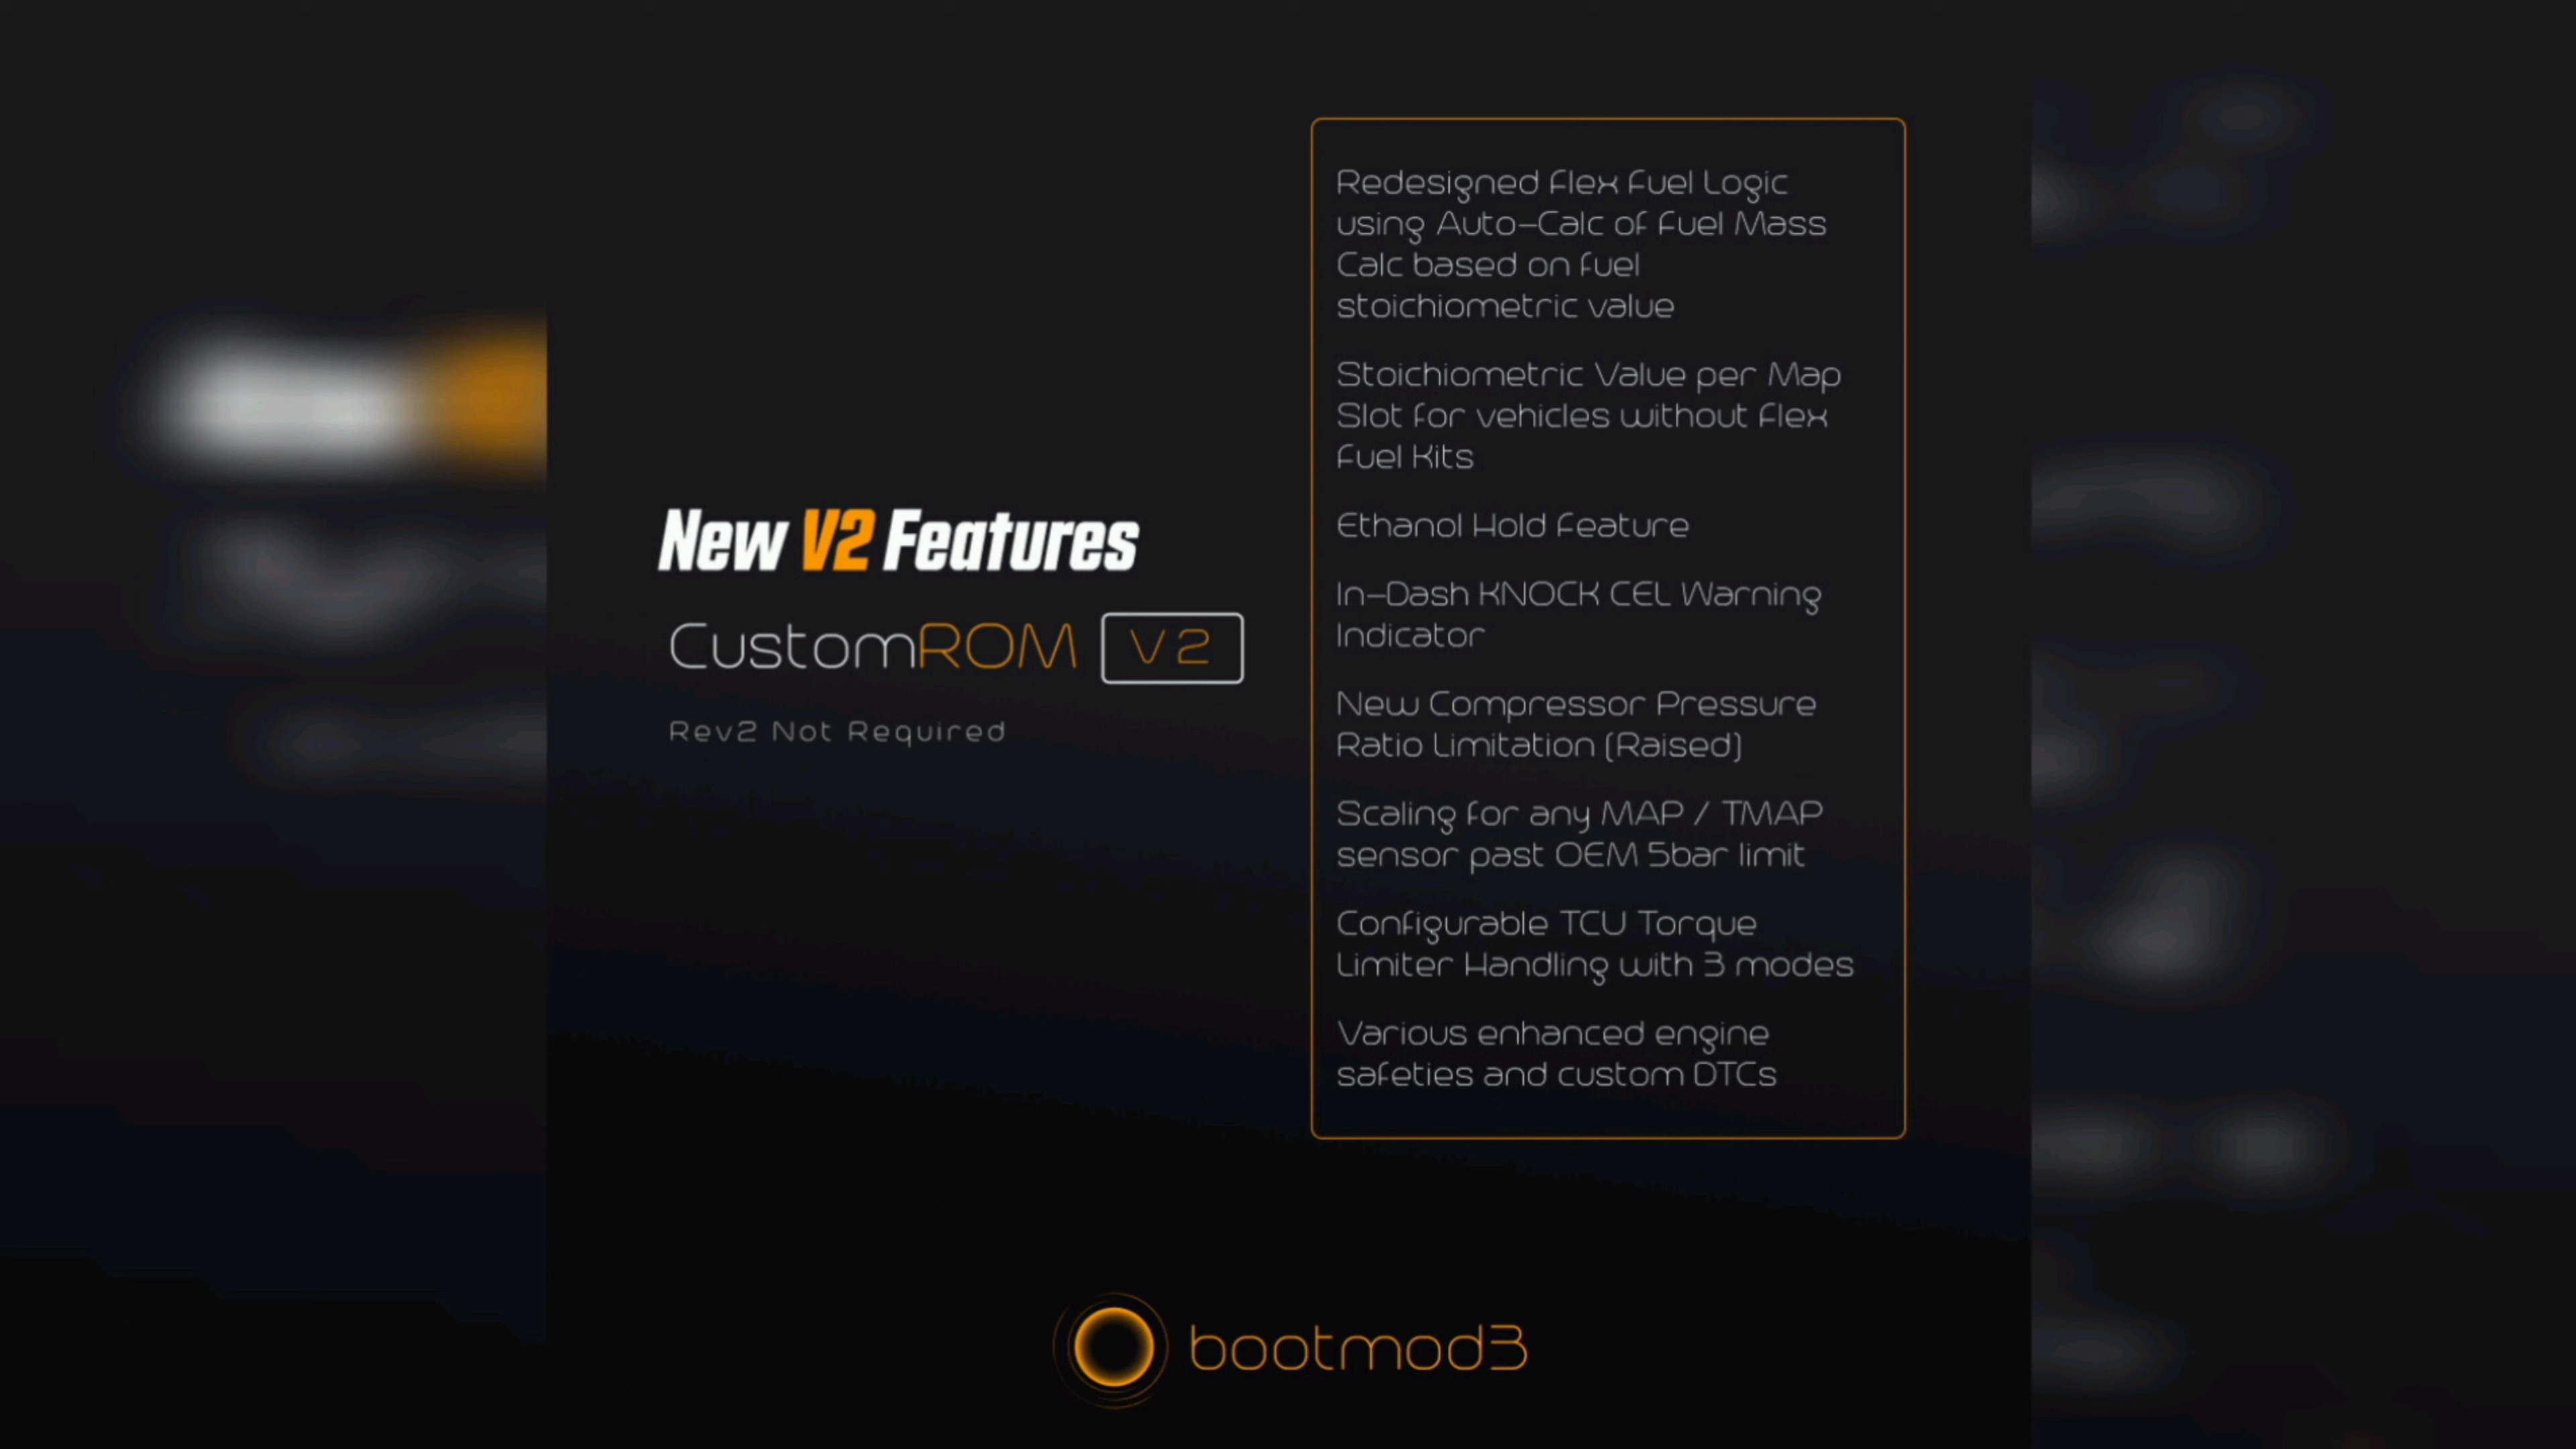 New V2 Features
CustomROM V2
Rev2 Not Required
Redesigned Flex Fuel Logic
using Auto-Calc of Fuel Mass
Calc based on fuel
stoichiometric value
Stoichiometric Value per Map
Slot for vehicles without Flex
Fuel Kits
Ethanol Hold Feature
In-Dash KNOCK CEL Warning
Indicator
New Compressor Pressure
Ratio Limitation (Raised)
Scaling for any MAP / TMAP
sensor past OEM 5bar limit
Configurable TCU Torque
Limiter Handling with 3 modes
Various enhanced engine
safeties and custom DTCs
bootmod3